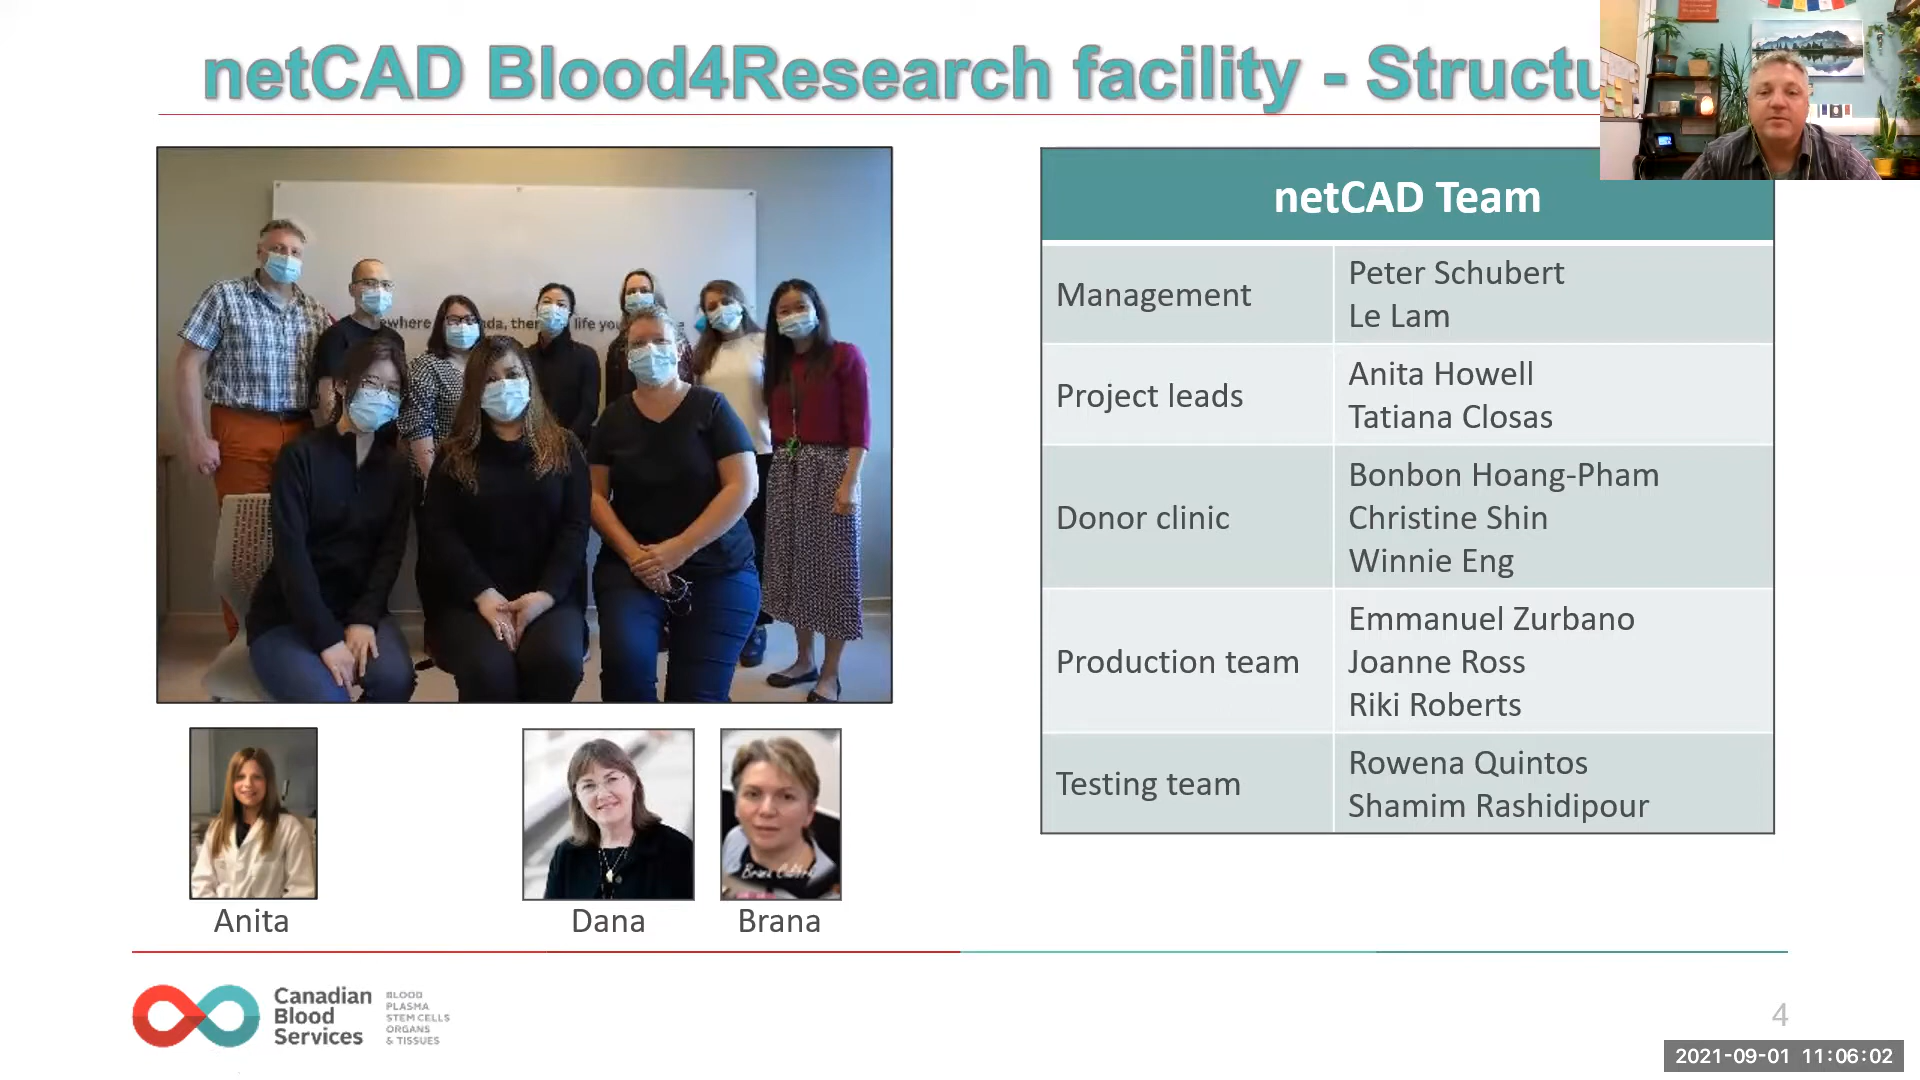 netCAD Blood4Research facility - Structu
netCAD Team
Management
Peter Schubert
Le Lam
Project leads
Anita Howell
Tatiana Closas
Donor clinic
Bonbon Hoang-Pham
Christine Shin
Winnie Eng
Production team
Emmanuel Zurbano
Joanne Ross
Riki Roberts
Testing team
Rowena Quintos
Shamim Rashidipour
Anita
Dana
Brana
Canadian
Blood
Services
BLOOD
PLASMA
STEM CELLS
ORGANS
& TISSUES
4
2021-09-01 11:06:02